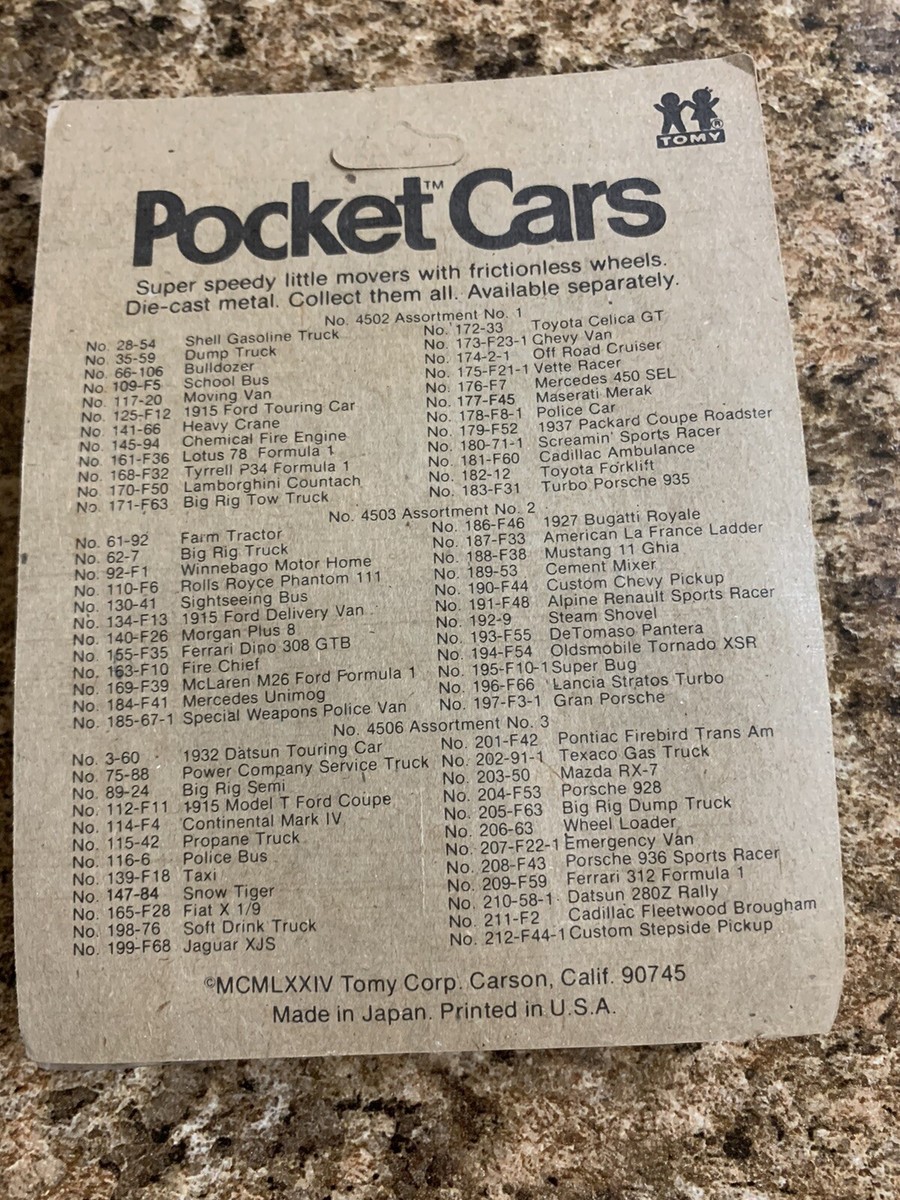 TOMY®
Pocket™ Cars
Super speedy little movers with frictionless wheels.
Die-cast metal. Collect them all. Available separately.
No. 4502 Assortment No. 1
No. 28-54 Shell Gasoline Truck
No. 35-59 Dump Truck
No. 66-106 Bulldozer
No. 109-F5 School Bus
No. 117-20 Moving Van
No. 125-F12 1915 Ford Touring Car
No. 141-66 Heavy Crane
No. 145-94 Chemical Fire Engine
No. 161-F36 Lotus 78 Formula 1
No. 168-F32 Tyrrell P34 Formula 1
No. 170-F50 Lamborghini Countach
No. 171-F63 Big Rig Tow Truck
No. 172-33 Toyota Celica GT
No. 173-F23-1 Chevy Van
No. 174-2-1 Off Road Cruiser
No. 175-F21-1 Vette Racer
No. 176-F7 Mercedes 450 SEL
No. 177-F45 Maserati Merak
No. 178-F8-1 Police Car
No. 179-F52 1937 Packard Coupe Roadster
No. 180-71-1 Screamin' Sports Racer
No. 181-F60 Cadillac Ambulance
No. 182-12 Toyota Forklift
No. 183-F31 Turbo Porsche 935
No. 4503 Assortment No. 2
No. 61-92 Farm Tractor
No. 62-7 Big Rig Truck
No. 92-F1 Winnebago Motor Home
No. 110-F6 Rolls Royce Phantom 111
No. 130-41 Sightseeing Bus
No. 134-F13 1915 Ford Delivery Van
No. 140-F26 Morgan Plus 8
No. 155-F35 Ferrari Dino 308 GTB
No. 163-F10 Fire Chief
No. 169-F39 McLaren M26 Ford Formula 1
No. 184-F41 Mercedes Unimog
No. 185-67-1 Special Weapons Police Van
No. 186-F46 1927 Bugatti Royale
No. 187-F33 American La France Ladder
No. 188-F38 Mustang 11 Ghia
No. 189-53 Cement Mixer
No. 190-F44 Custom Chevy Pickup
No. 191-F48 Alpine Renault Sports Racer
No. 192-9 Steam Shovel
No. 193-F55 DeTomaso Pantera
No. 194-F54 Oldsmobile Tornado XSR
No. 195-F10-1 Super Bug
No. 196-F66 Lancia Stratos Turbo
No. 197-F3-1 Gran Porsche
No. 4506 Assortment No. 3
No. 3-60 1932 Datsun Touring Car
No. 75-88 Power Company Service Truck
No. 89-24 Big Rig Semi
No. 112-F11 1915 Model T Ford Coupe
No. 114-F4 Continental Mark IV
No. 115-42 Propane Truck
No. 116-6 Police Bus
No. 139-F18 Taxi
No. 147-84 Snow Tiger
No. 165-F28 Fiat X 1/9
No. 198-76 Soft Drink Truck
No. 199-F68 Jaguar XJS
No. 201-F42 Pontiac Firebird Trans Am
No. 202-91-1 Texaco Gas Truck
No. 203-50 Mazda RX-7
No. 204-F53 Porsche 928
No. 205-F63 Big Rig Dump Truck
No. 206-63 Wheel Loader
No. 207-F22-1 Emergency Van
No. 208-F43 Porsche 936 Sports Racer
No. 209-F59 Ferrari 312 Formula 1
No. 210-58-1 Datsun 280Z Rally
No. 211-F2 Cadillac Fleetwood Brougham
No. 212-F44-1 Custom Stepside Pickup
©MCMLXXIV Tomy Corp. Carson, Calif. 90745
Made in Japan. Printed in U.S.A.